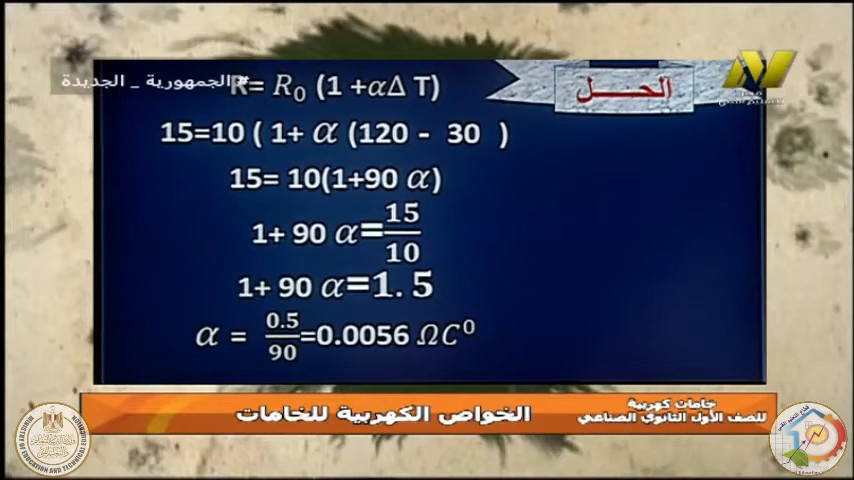 # الجمهورية _ الجديدة
الحـــل
R= R₀ (1 +αΔ T)
15=10 ( 1+ α (120 - 30 )
15= 10(1+90 α)
1+ 90 α=15/10
1+ 90 α=1.5
α = 0.5/90=0.0056 ΩC⁰
الخواص الكهربية للخامات
خامات كهربية
للصف الأول الثانوي الصناعي